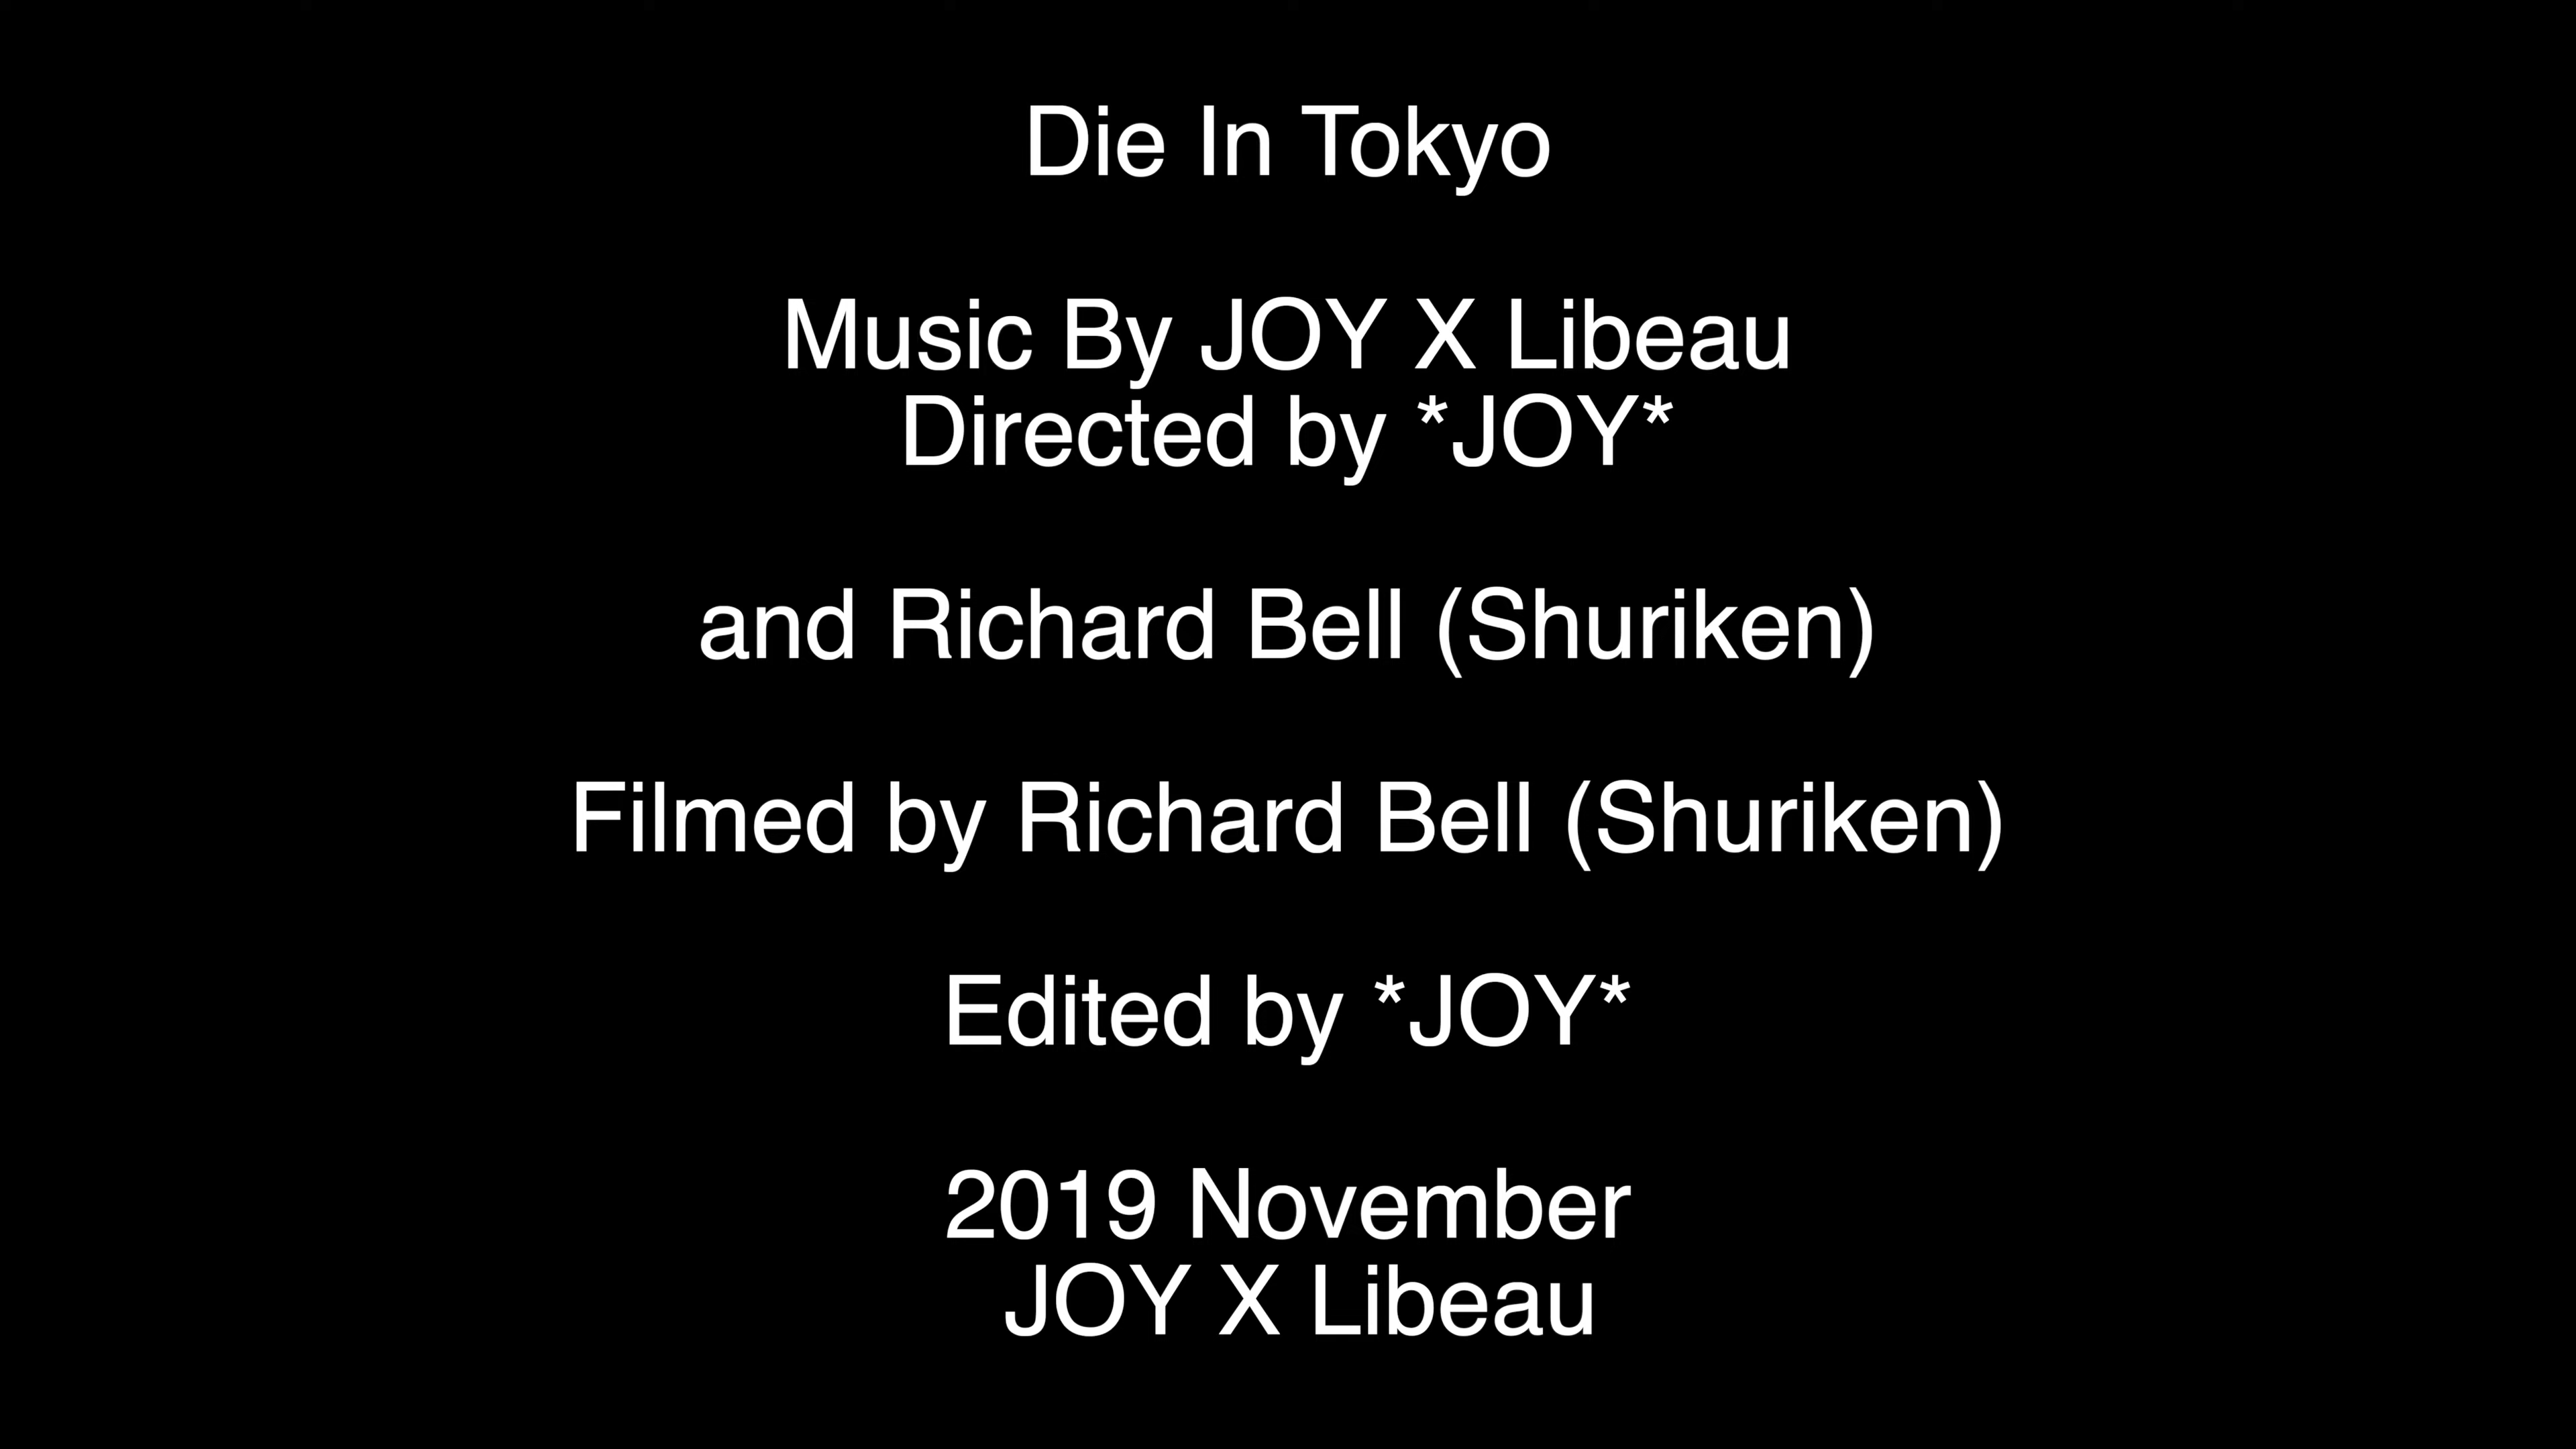 Die In Tokyo
Music By JOY X Libeau
Directed by *JOY*
and Richard Bell (Shuriken)
Filmed by Richard Bell (Shuriken)
Edited by *JOY*
2019 November
JOY X Libeau